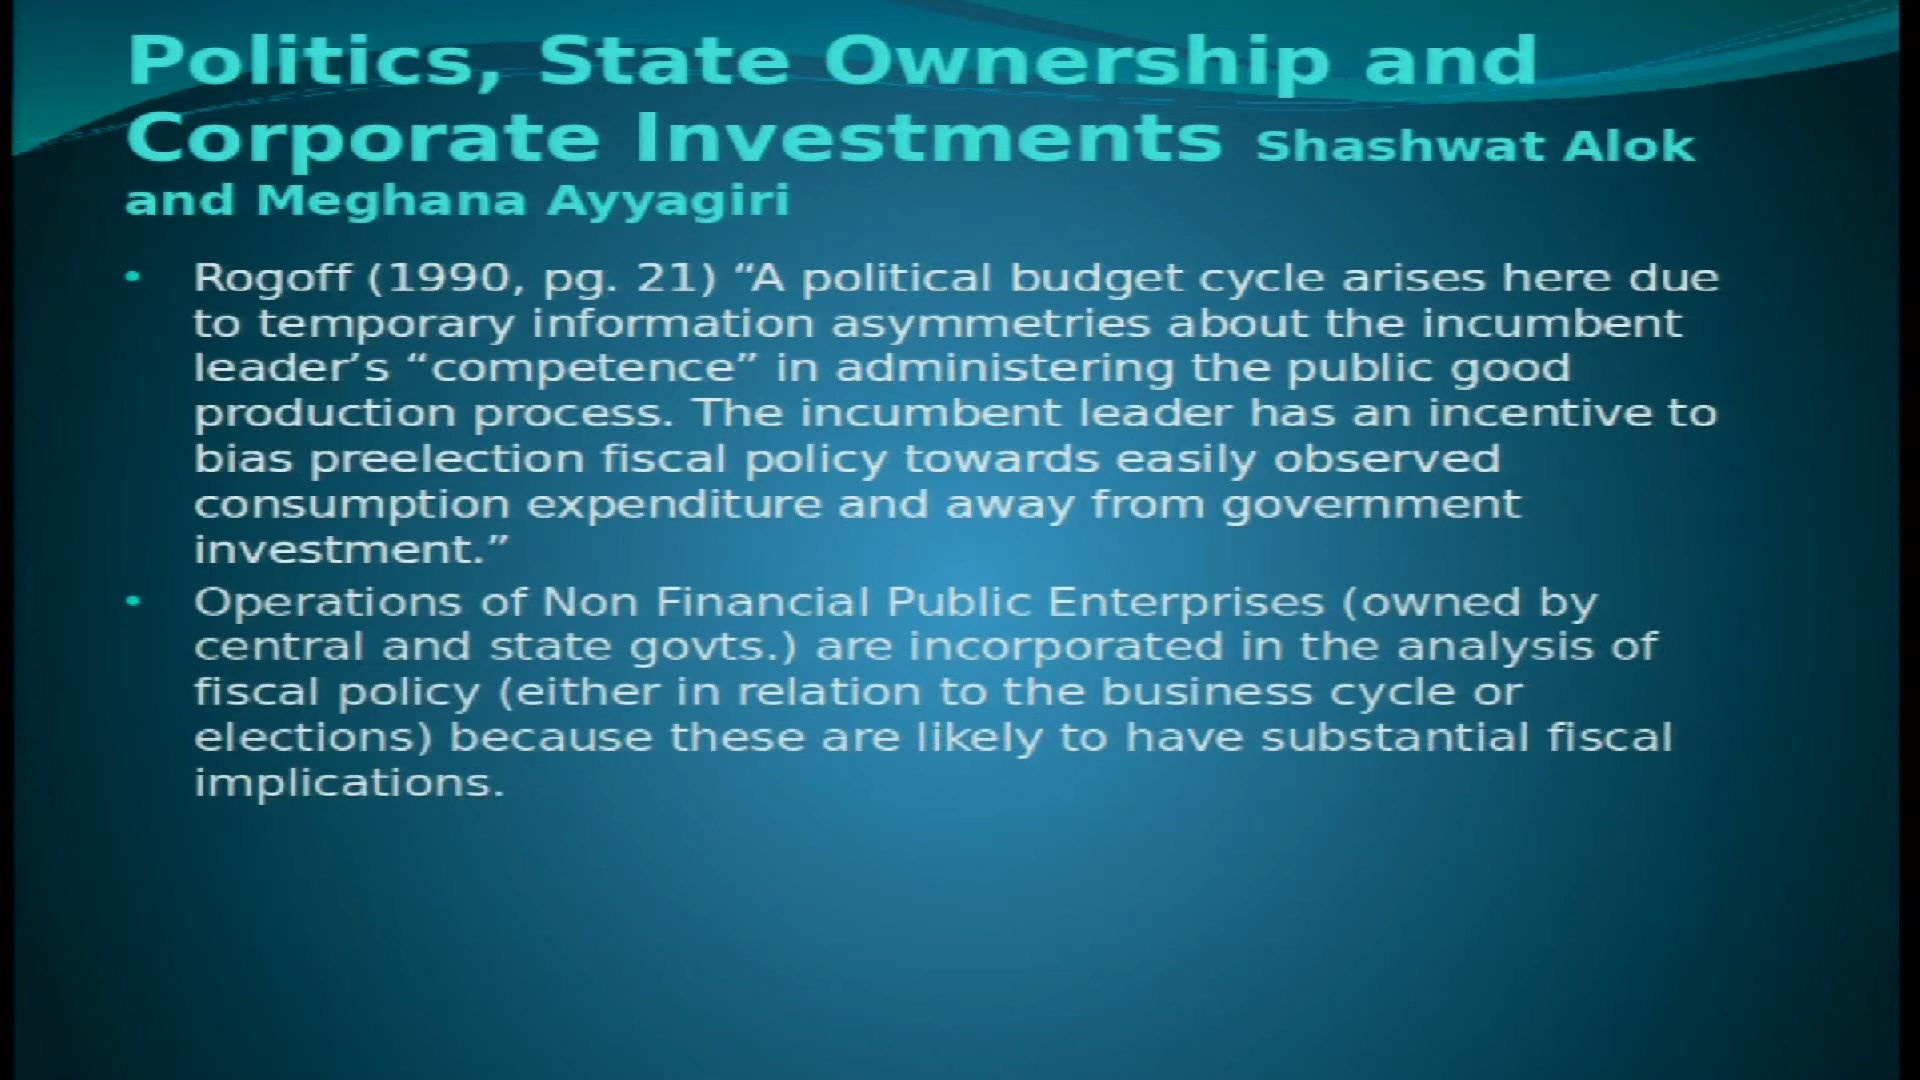 Politics, State Ownership and
Corporate Investments Shashwat Alok
and Meghana Ayyagiri
• Rogoff (1990, pg. 21) “A political budget cycle arises here due
to temporary information asymmetries about the incumbent
leader’s “competence” in administering the public good
production process. The incumbent leader has an incentive to
bias preelection fiscal policy towards easily observed
consumption expenditure and away from government
investment.”
• Operations of Non Financial Public Enterprises (owned by
central and state govts.) are incorporated in the analysis of
fiscal policy (either in relation to the business cycle or
elections) because these are likely to have substantial fiscal
implications.